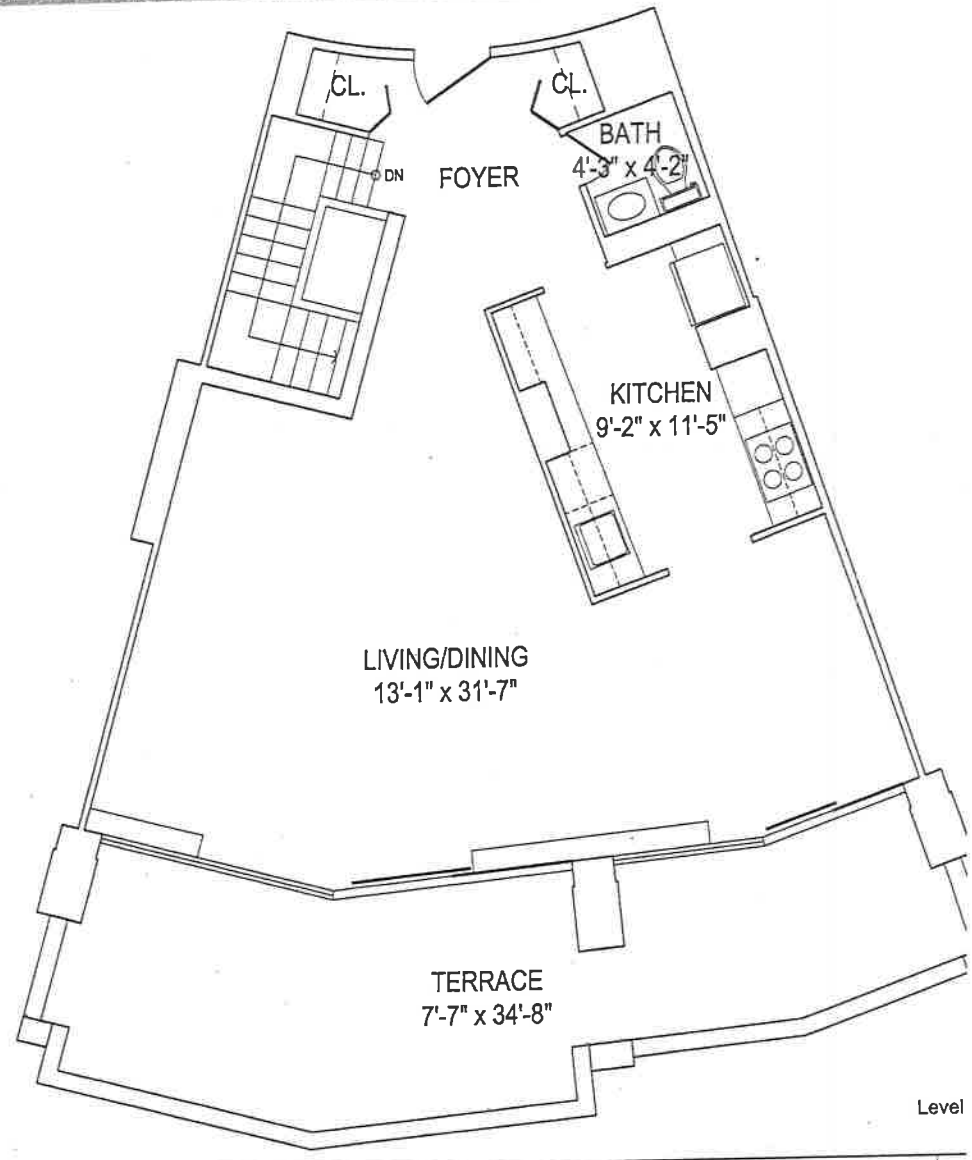 CL.
CL.
BATH
4'-3" x 4'-2"
DN
FOYER
KITCHEN
9'-2" x 11'-5"
LIVING/DINING
13'-1" x 31'-7"
TERRACE
7'-7" x 34'-8"
Level